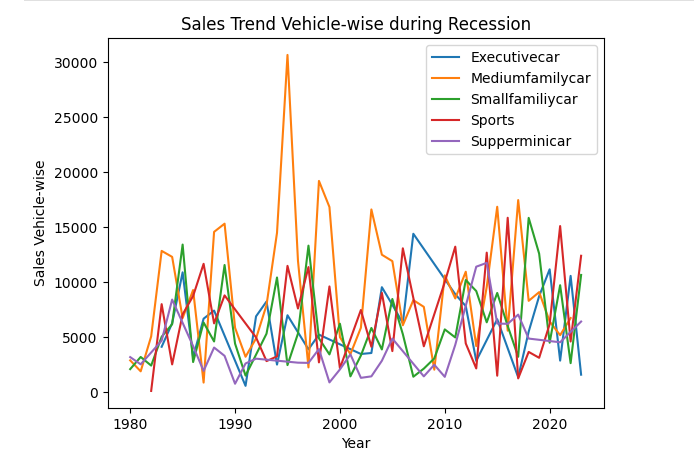 Sales Trend Vehicle-wise during Recession
Executivecar
Mediumfamilycar
Smallfamiliycar
Sports
Supperminicar
30000
25000
20000
15000
10000
5000
0
Sales Vehicle-wise
1980 1990 2000 2010 2020
Year